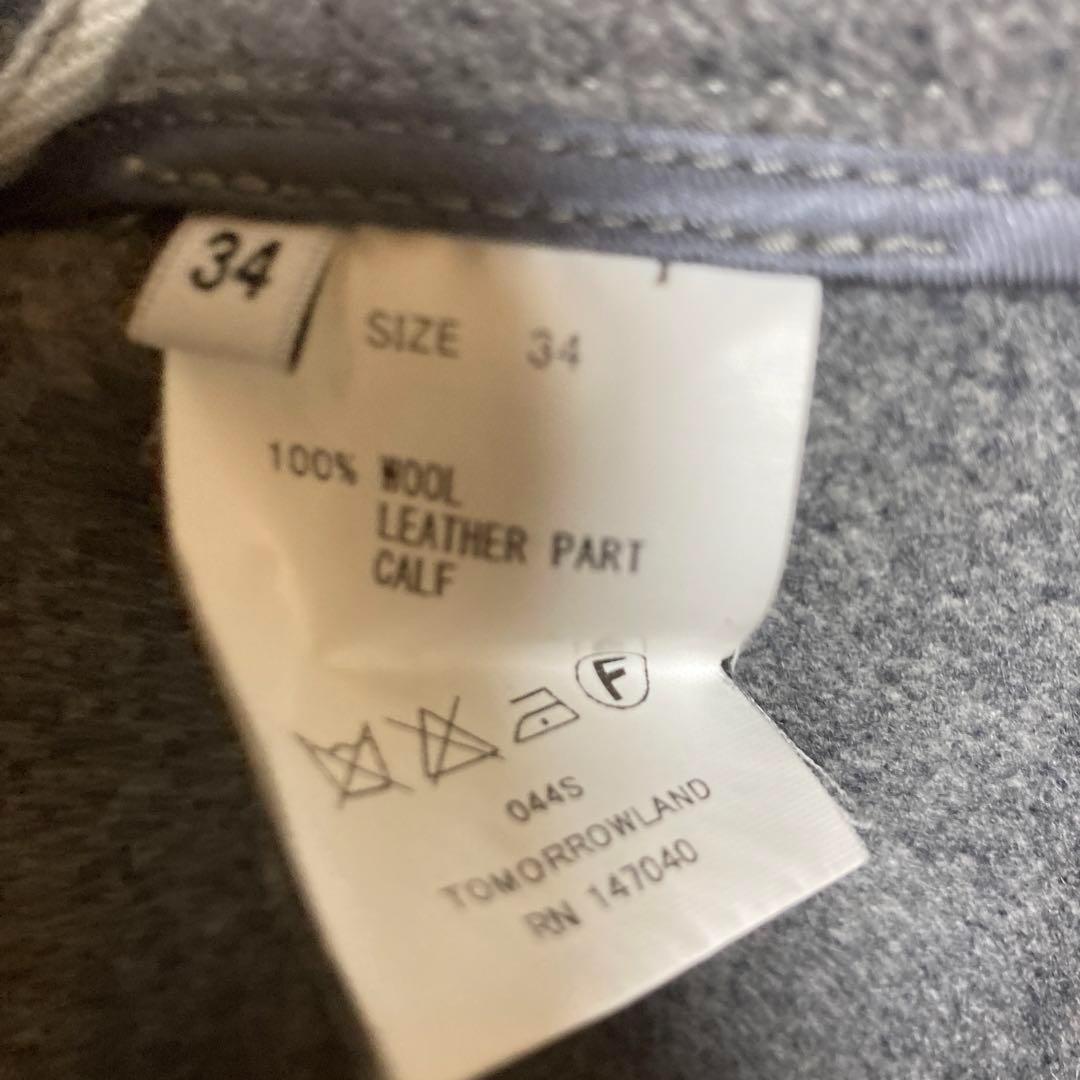 34
SIZE 34
100% WOOL
LEATHER PART
CALF
F
044S
TOMORROWLAND
RN 147040